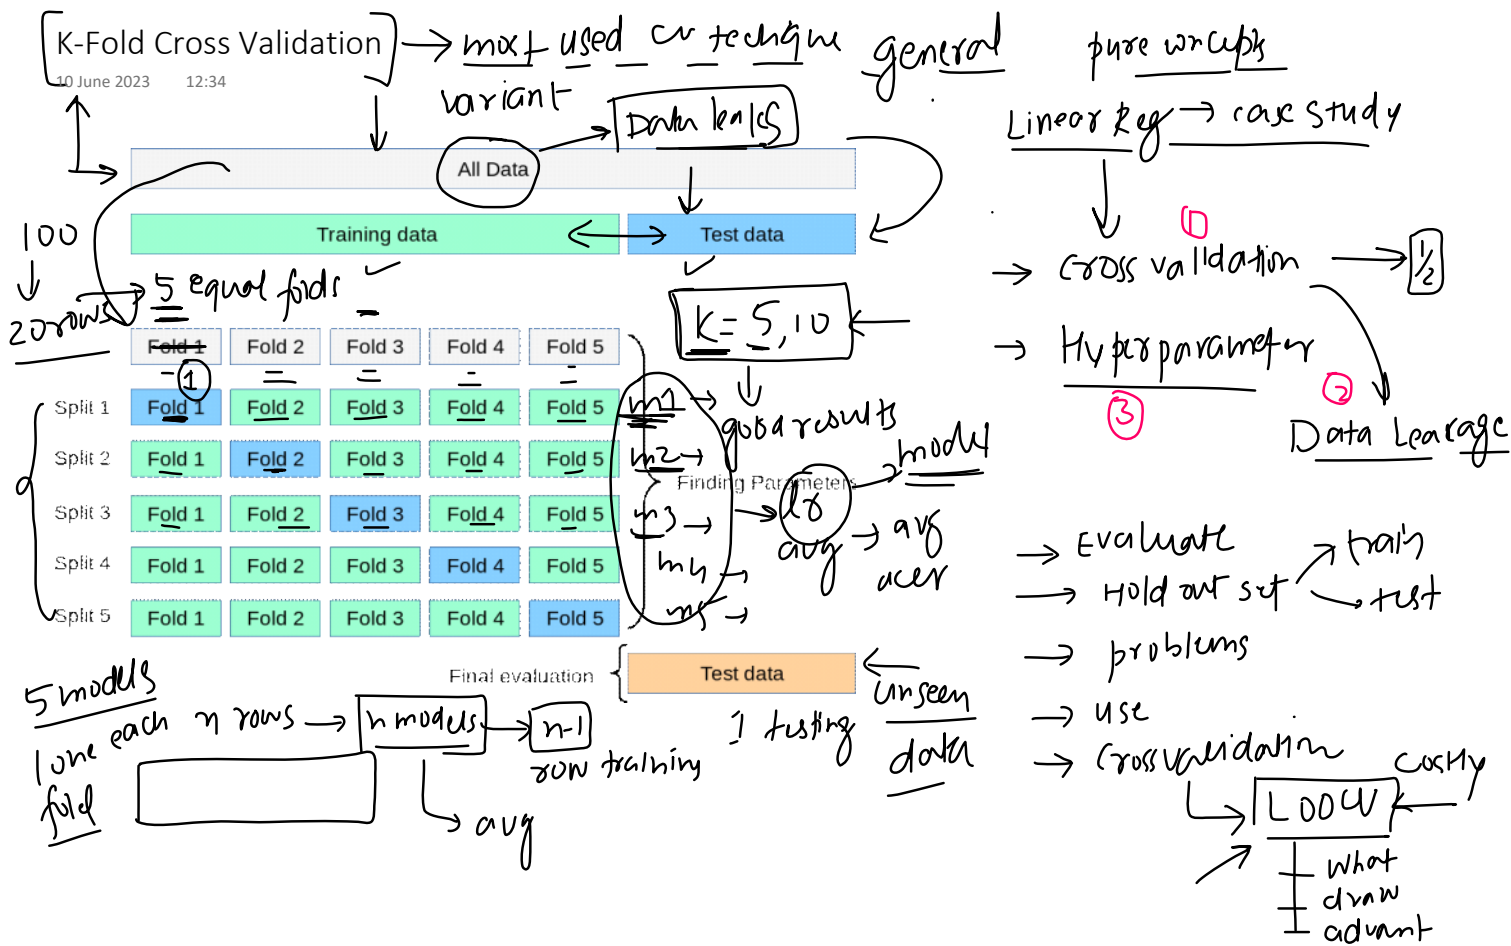 K-Fold Cross Validation → most used cv techique
variant
general
10 June 2023 12:34
Data leaks
All Data
Training data
Test data
100
20 rows
5 equal folds
K = 5, 10
good results
Fold 1 Fold 2 Fold 3 Fold 4 Fold 5
1
Split 1 Fold 1 Fold 2 Fold 3 Fold 4 Fold 5 m1
Split 2 Fold 1 Fold 2 Fold 3 Fold 4 Fold 5 m2
Split 3 Fold 1 Fold 2 Fold 3 Fold 4 Fold 5 m3
Split 4 Fold 1 Fold 2 Fold 3 Fold 4 Fold 5 m4
Split 5 Fold 1 Fold 2 Fold 3 Fold 4 Fold 5 m5
Finding Parameters
lr → model
avg → avg
acer
Final evaluation Test data
unseen
data
5 models
1 one each
fold
n rows → n models → n-1
row training
1 testing
avg
pure concepts
Linear Reg → case study
1
→ cross validation → 1/2
→ Hyperparameter
3
2
Data Leakage
→ Evaluate
→ Hold out set → train
→ test
→ problems
→ use
→ cross validation
LOOCV
costly
what
draw
advant